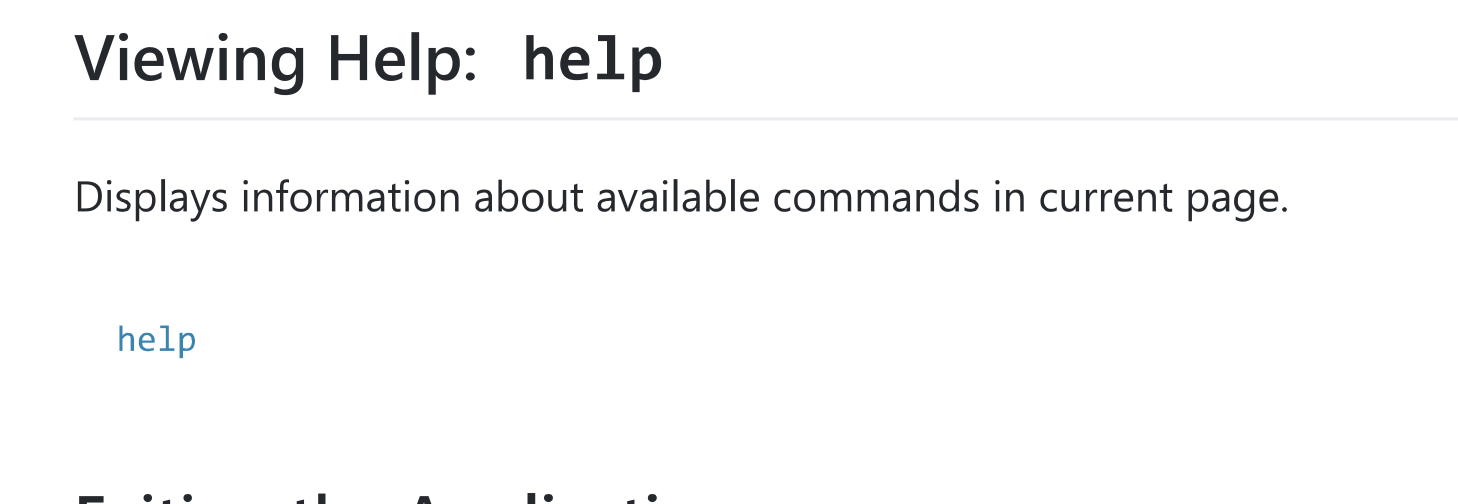 Viewing Help: help
Displays information about available commands in current page.
help